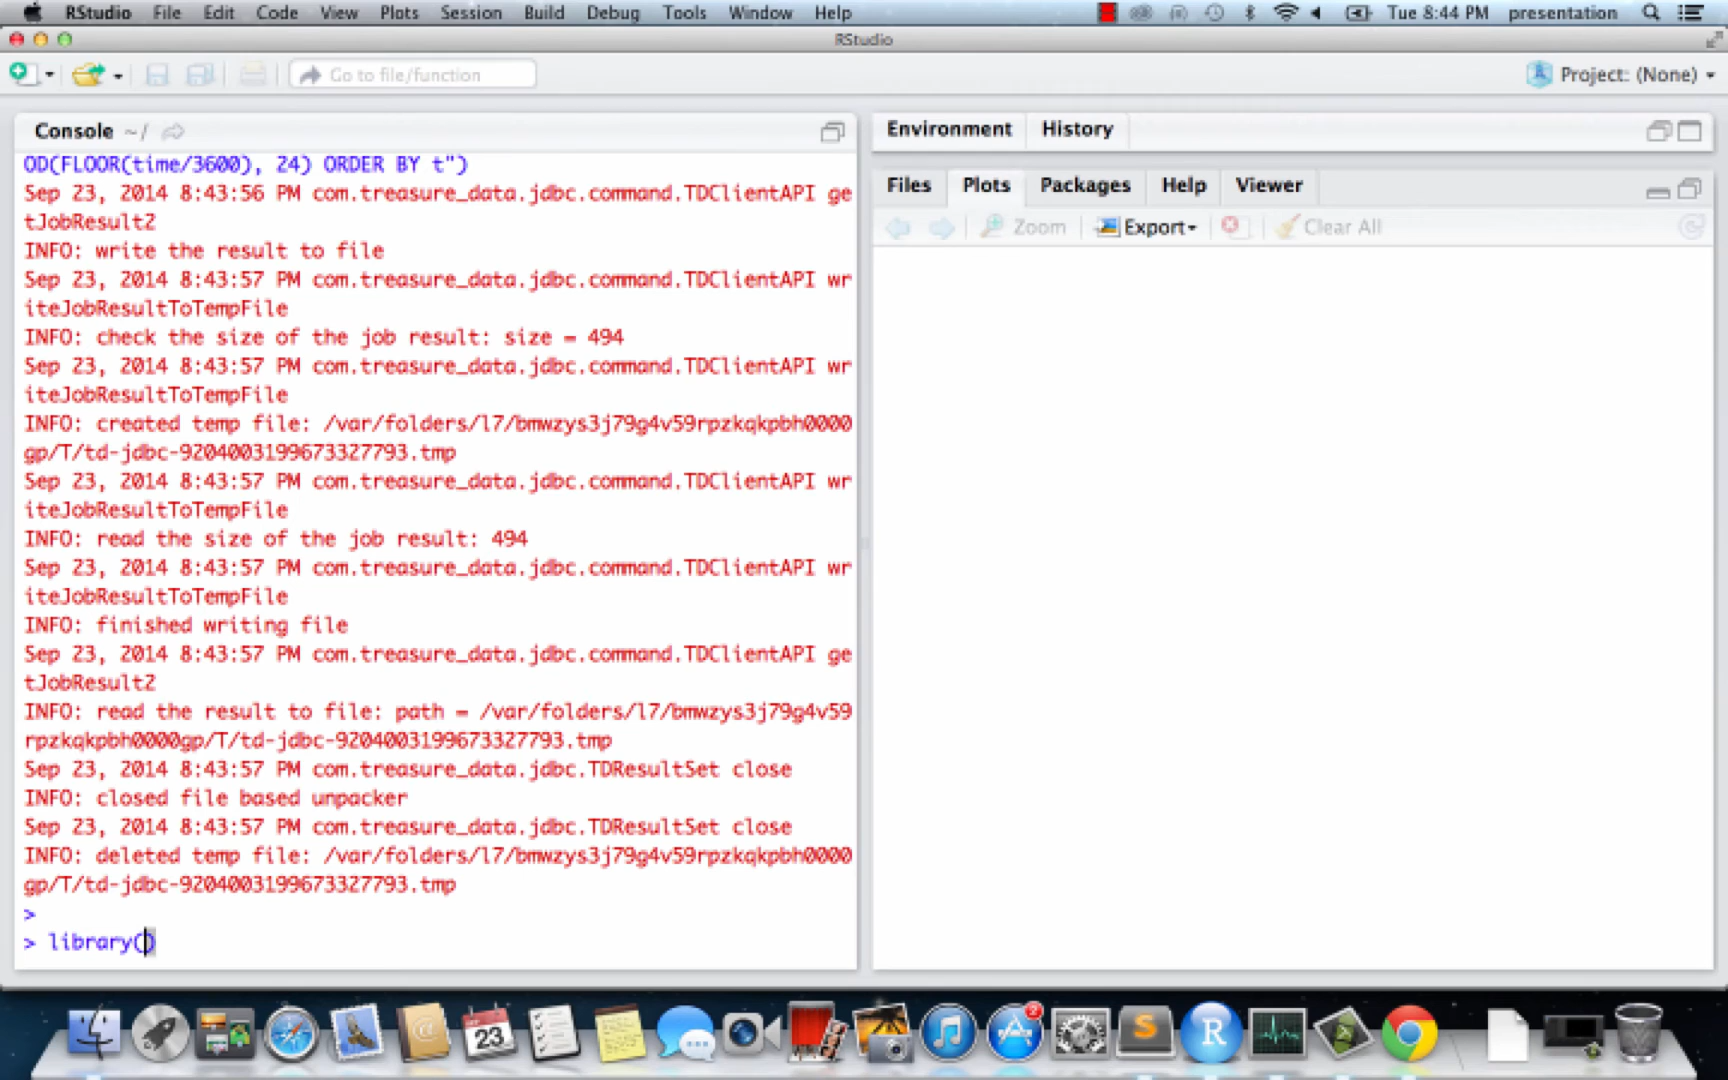 RStudio File Edit Code View Plots Session Build Debug Tools Window Help Tue 8:44 PM presentation
RStudio
Go to file/function Project: (None)
Console ~/
Environment History
Files Plots Packages Help Viewer
Zoom Export Clear All
OD(FLOOR(time/3600), 24) ORDER BY t")
Sep 23, 2014 8:43:56 PM com.treasure_data.jdbc.command.TDClientAPI ge
tJobResult2
INFO: write the result to file
Sep 23, 2014 8:43:57 PM com.treasure_data.jdbc.command.TDClientAPI wr
iteJobResultToTempFile
INFO: check the size of the job result: size = 494
Sep 23, 2014 8:43:57 PM com.treasure_data.jdbc.command.TDClientAPI wr
iteJobResultToTempFile
INFO: created temp file: /var/folders/l7/bmwzys3j79g4v59rpzkqkpbh0000
gp/T/td-jdbc-9204003199673327793.tmp
Sep 23, 2014 8:43:57 PM com.treasure_data.jdbc.command.TDClientAPI wr
iteJobResultToTempFile
INFO: read the size of the job result: 494
Sep 23, 2014 8:43:57 PM com.treasure_data.jdbc.command.TDClientAPI wr
iteJobResultToTempFile
INFO: finished writing file
Sep 23, 2014 8:43:57 PM com.treasure_data.jdbc.command.TDClientAPI ge
tJobResult2
INFO: read the result to file: path = /var/folders/l7/bmwzys3j79g4v59
rpzkqkpbh0000gp/T/td-jdbc-9204003199673327793.tmp
Sep 23, 2014 8:43:57 PM com.treasure_data.jdbc.TDResultSet close
INFO: closed file based unpacker
Sep 23, 2014 8:43:57 PM com.treasure_data.jdbc.TDResultSet close
INFO: deleted temp file: /var/folders/l7/bmwzys3j79g4v59rpzkqkpbh0000
gp/T/td-jdbc-9204003199673327793.tmp
>
> library()
23
2
S
R